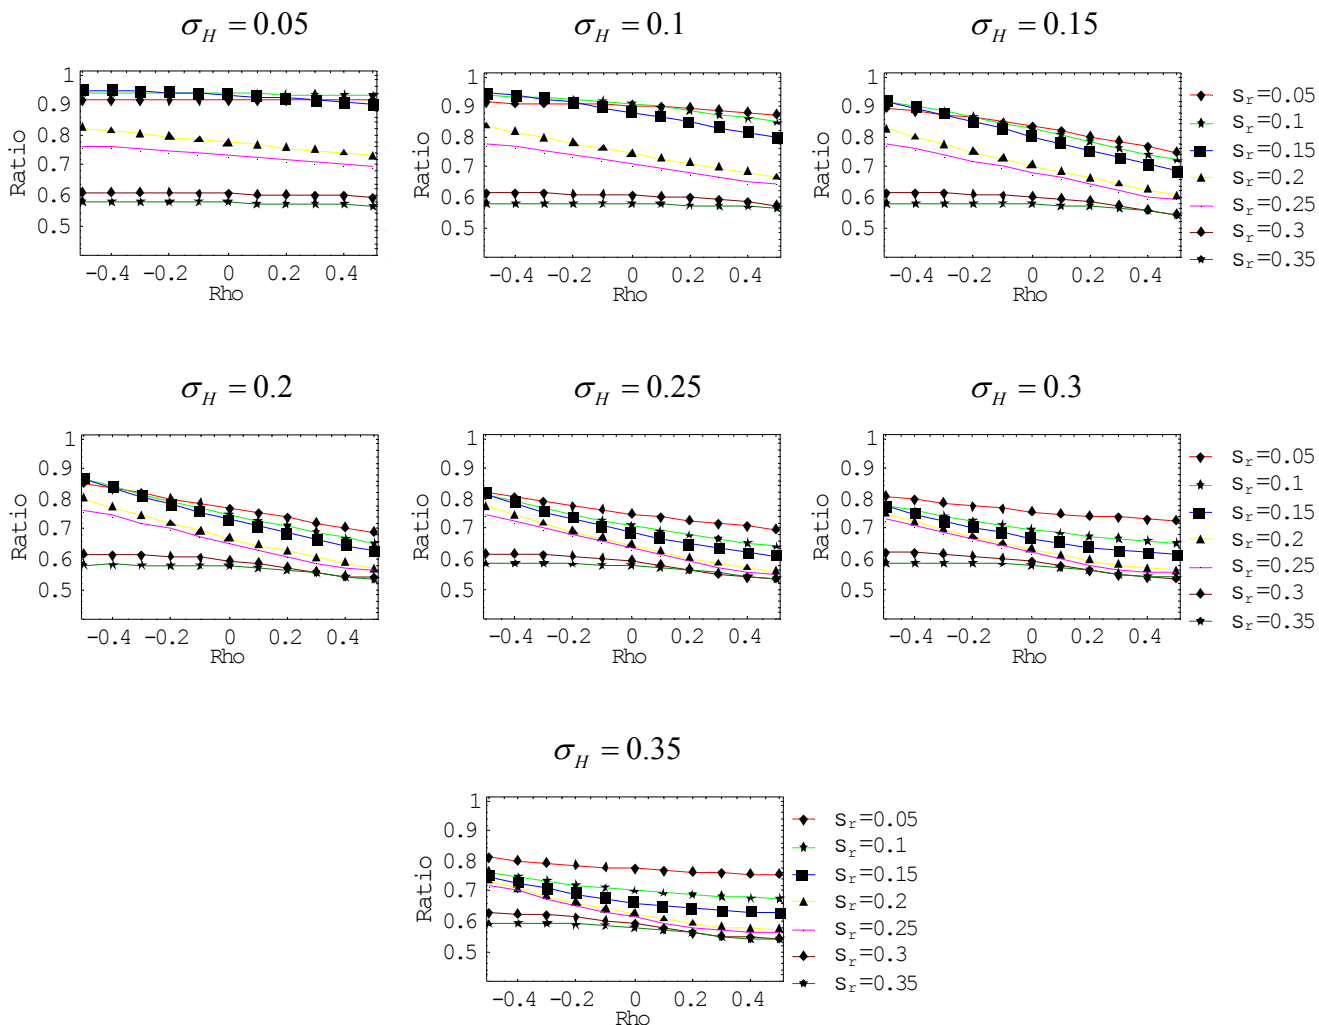 σ_H = 0.05
1
0.9
0.8
0.7
0.6
0.5
Ratio
-0.4 -0.2 0 0.2 0.4
Rho
σ_H = 0.1
1
0.9
0.8
0.7
0.6
0.5
Ratio
-0.4 -0.2 0 0.2 0.4
Rho
σ_H = 0.15
1
0.9
0.8
0.7
0.6
0.5
Ratio
-0.4 -0.2 0 0.2 0.4
Rho
s_r=0.05
s_r=0.1
s_r=0.15
s_r=0.2
s_r=0.25
s_r=0.3
s_r=0.35
σ_H = 0.2
1
0.9
0.8
0.7
0.6
0.5
Ratio
-0.4 -0.2 0 0.2 0.4
Rho
σ_H = 0.25
1
0.9
0.8
0.7
0.6
0.5
Ratio
-0.4 -0.2 0 0.2 0.4
Rho
σ_H = 0.3
1
0.9
0.8
0.7
0.6
0.5
Ratio
-0.4 -0.2 0 0.2 0.4
Rho
s_r=0.05
s_r=0.1
s_r=0.15
s_r=0.2
s_r=0.25
s_r=0.3
s_r=0.35
σ_H = 0.35
1
0.9
0.8
0.7
0.6
0.5
Ratio
-0.4 -0.2 0 0.2 0.4
Rho
s_r=0.05
s_r=0.1
s_r=0.15
s_r=0.2
s_r=0.25
s_r=0.3
s_r=0.35